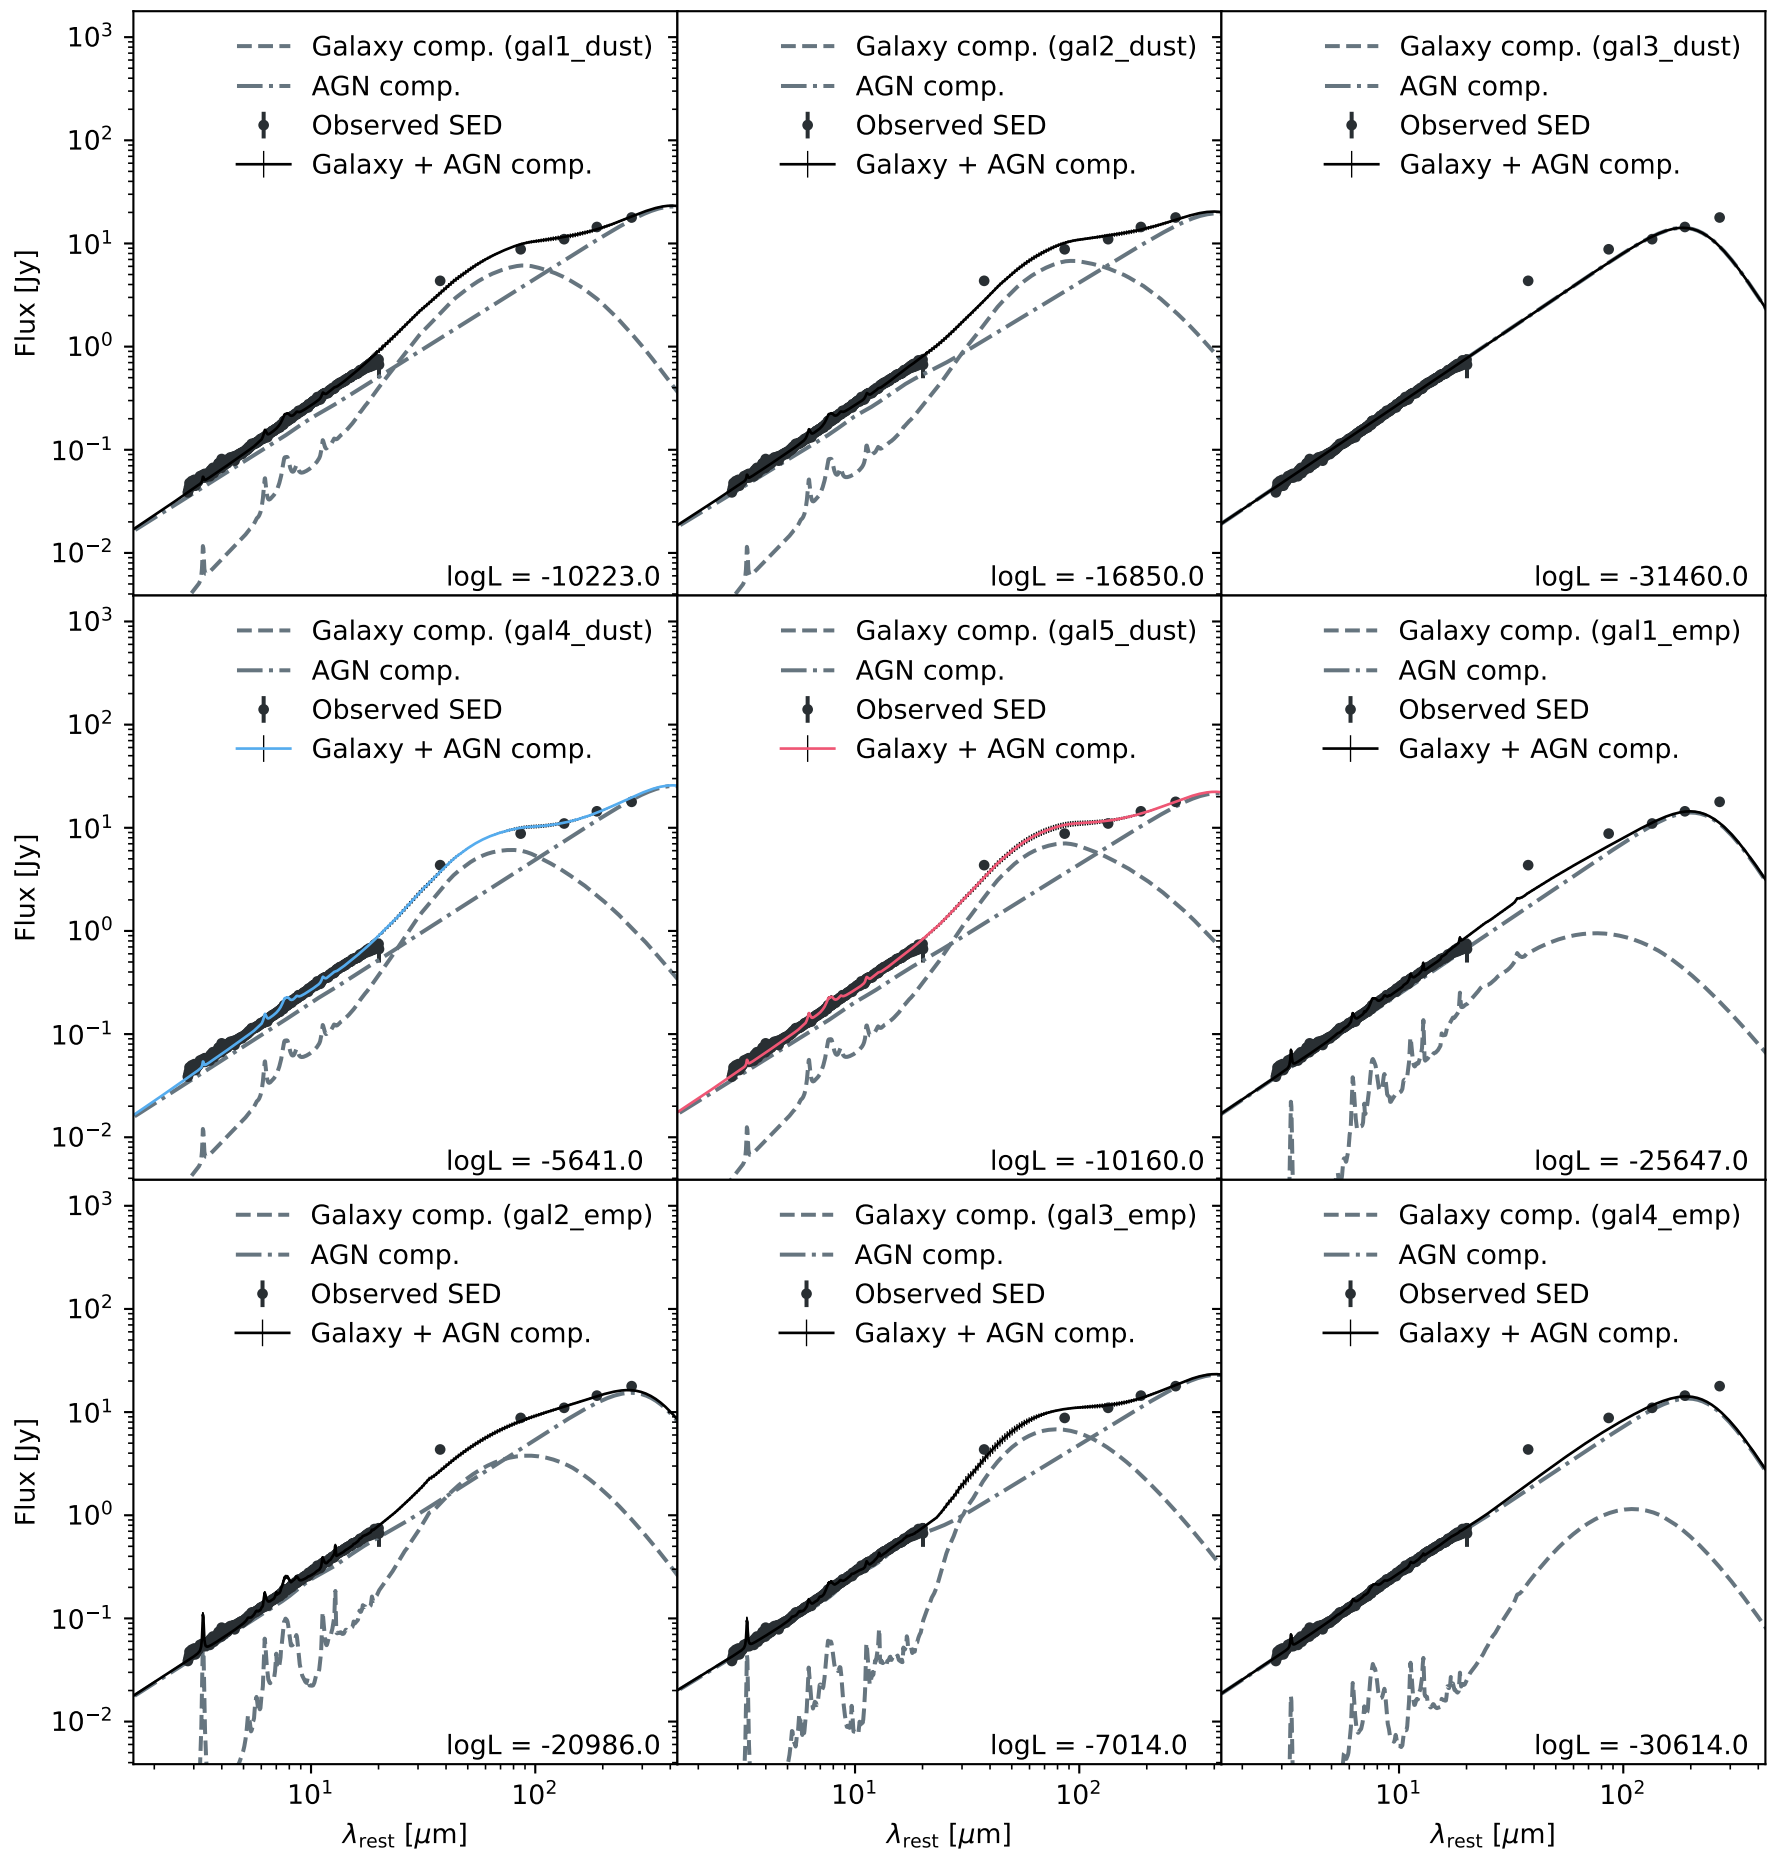 Flux [Jy]
10³
10²
10¹
10⁰
10⁻¹
10⁻²
Galaxy comp. (gal1_dust)
AGN comp.
Observed SED
Galaxy + AGN comp.
logL = -10223.0
Galaxy comp. (gal2_dust)
AGN comp.
Observed SED
Galaxy + AGN comp.
logL = -16850.0
Galaxy comp. (gal3_dust)
AGN comp.
Observed SED
Galaxy + AGN comp.
logL = -31460.0
Flux [Jy]
10³
10²
10¹
10⁰
10⁻¹
10⁻²
Galaxy comp. (gal4_dust)
AGN comp.
Observed SED
Galaxy + AGN comp.
logL = -5641.0
Galaxy comp. (gal5_dust)
AGN comp.
Observed SED
Galaxy + AGN comp.
logL = -10160.0
Galaxy comp. (gal1_emp)
AGN comp.
Observed SED
Galaxy + AGN comp.
logL = -25647.0
Flux [Jy]
10³
10²
10¹
10⁰
10⁻¹
10⁻²
Galaxy comp. (gal2_emp)
AGN comp.
Observed SED
Galaxy + AGN comp.
logL = -20986.0
Galaxy comp. (gal3_emp)
AGN comp.
Observed SED
Galaxy + AGN comp.
logL = -7014.0
Galaxy comp. (gal4_emp)
AGN comp.
Observed SED
Galaxy + AGN comp.
logL = -30614.0
10¹ 10² 10¹ 10² 10¹ 10²
λrest [μm] λrest [μm] λrest [μm]